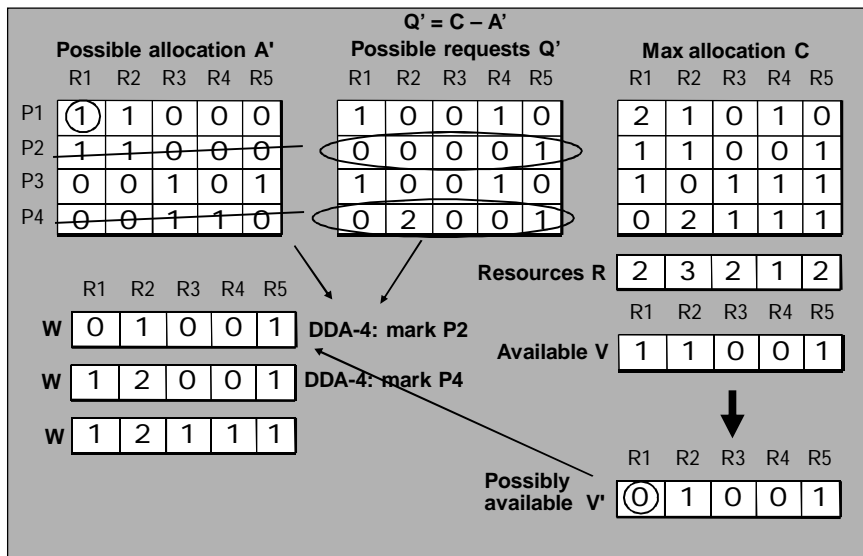 Q' = C – A'
Possible allocation A' Possible requests Q' Max allocation C
R1 R2 R3 R4 R5 R1 R2 R3 R4 R5 R1 R2 R3 R4 R5
P1 1 1 0 0 0 1 0 0 1 0 2 1 0 1 0
P2 1 1 0 0 0 0 0 0 0 1 1 1 0 0 1
P3 0 0 1 0 1 1 0 0 1 0 1 0 1 1 1
P4 0 0 1 1 0 0 2 0 0 1 0 2 1 1 1
Resources R 2 3 2 1 2
R1 R2 R3 R4 R5
W 0 1 0 0 1 DDA-4: mark P2
R1 R2 R3 R4 R5
Available V 1 1 0 0 1
W 1 2 0 0 1 DDA-4: mark P4
W 1 2 1 1 1
R1 R2 R3 R4 R5
Possibly
available V' 0 1 0 0 1